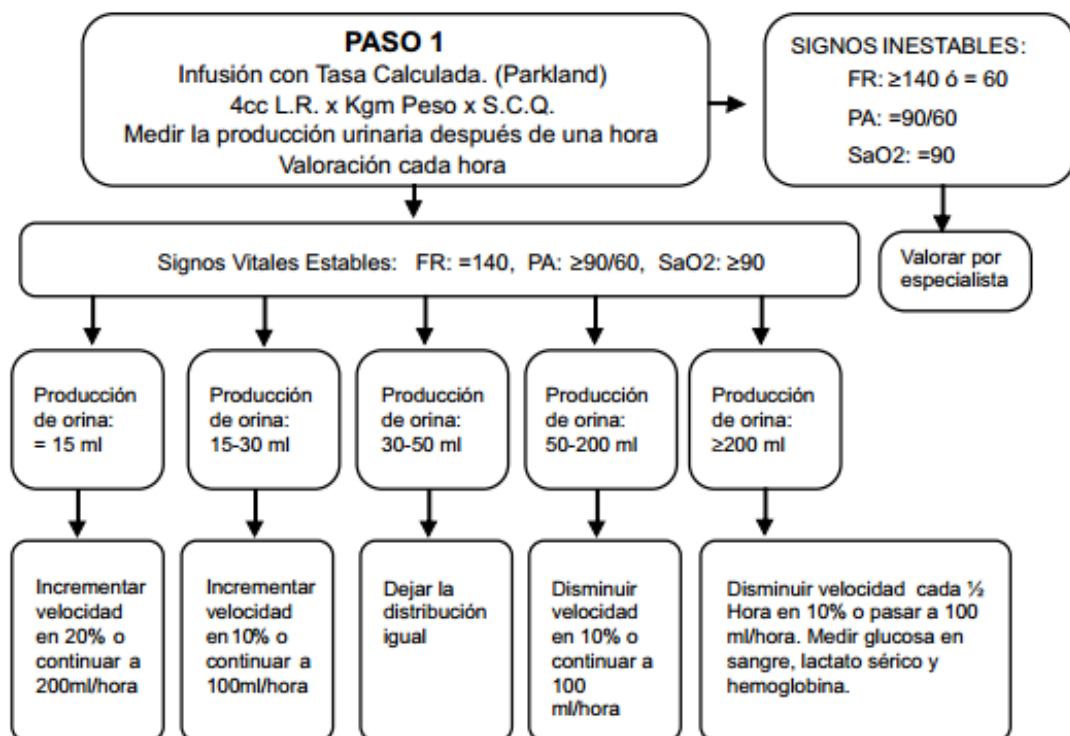 PASO 1
Infusión con Tasa Calculada. (Parkland)
4cc L.R. x Kgm Peso x S.C.Q.
Medir la producción urinaria después de una hora
Valoración cada hora
SIGNOS INESTABLES:
FR: ≥140 ó = 60
PA: =90/60
SaO2: =90
Valorar por
especialista
Signos Vitales Estables: FR: =140, PA: ≥90/60, SaO2: ≥90
Producción
de orina:
= 15 ml
Producción
de orina:
15-30 ml
Producción
de orina:
30-50 ml
Producción
de orina:
50-200 ml
Producción
de orina:
≥200 ml
Incrementar
velocidad
en 20% o
continuar a
200ml/hora
Incrementar
velocidad
en 10% o
continuar a
100ml/hora
Dejar la
distribución
igual
Disminuir
velocidad
en 10% o
continuar a
100
ml/hora
Disminuir velocidad cada ½
Hora en 10% o pasar a 100
ml/hora. Medir glucosa en
sangre, lactato sérico y
hemoglobina.